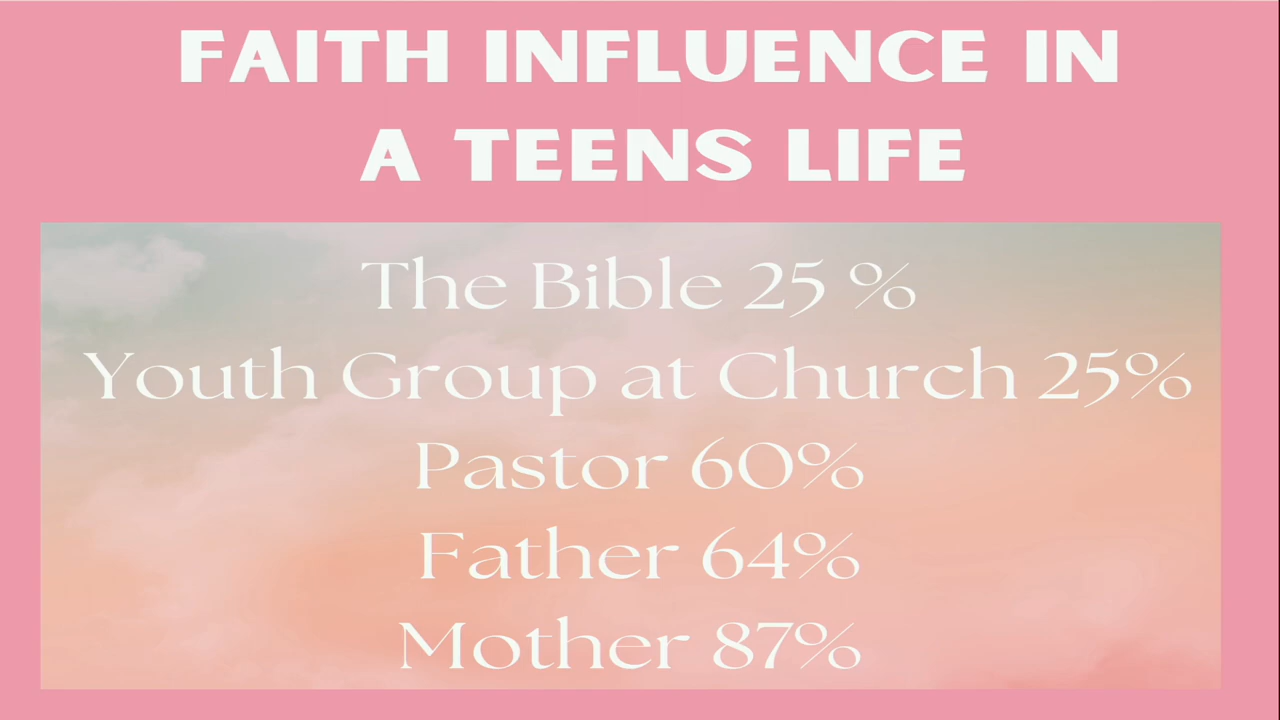 FAITH INFLUENCE IN
A TEENS LIFE
The Bible 25 %
Youth Group at Church 25%
Pastor 60%
Father 64%
Mother 87%